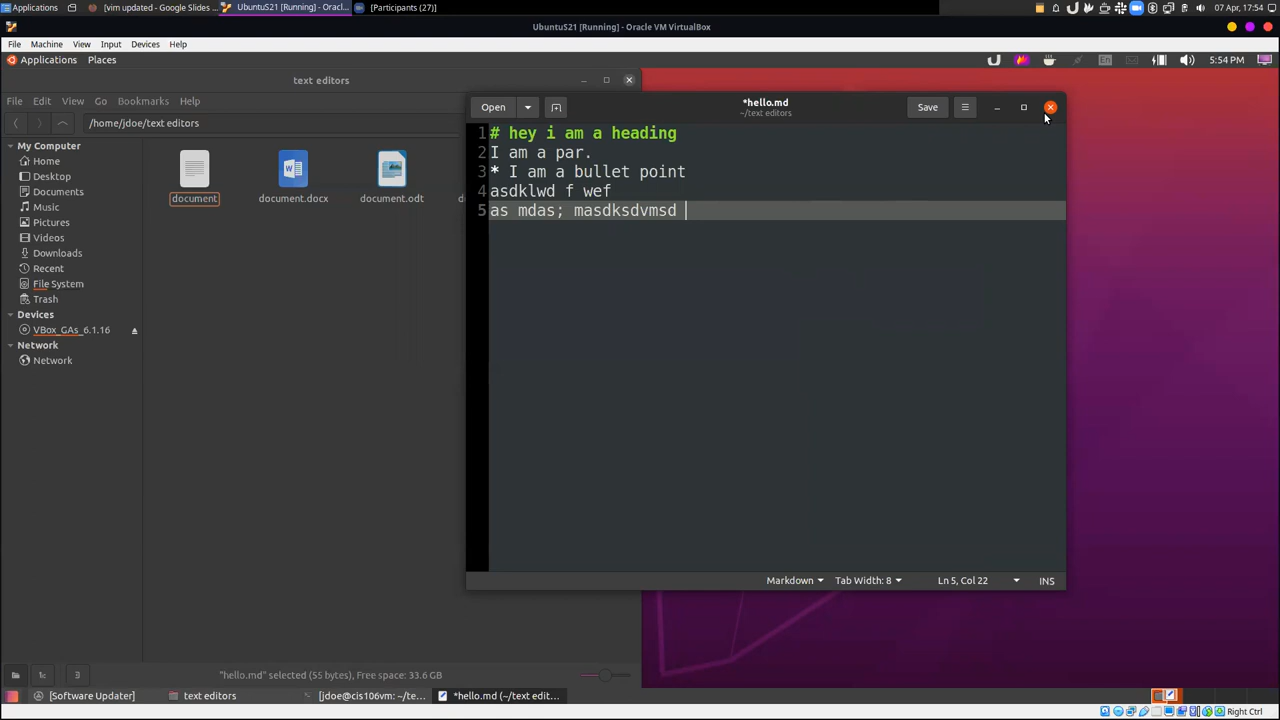 Applications
[vim updated - Google Slides ...
UbuntuS21 [Running] - Oracl...
[Participants (27)]
07 Apr, 17:54
UbuntuS21 [Running] - Oracle VM VirtualBox
File Machine View Input Devices Help
Applications Places
En
5:54 PM
text editors
File Edit View Go Bookmarks Help
/home/jdoe/text editors
My Computer
Home
Desktop
Documents
Music
Pictures
Videos
Downloads
Recent
File System
Trash
Devices
VBox_GAs_6.1.16
Network
Network
document
document.docx
document.odt
"hello.md" selected (55 bytes), Free space: 33.6 GB
Open
*hello.md
~/text editors
Save
1 # hey i am a heading
2 I am a par.
3 * I am a bullet point
4 asdklwd f wef
5 as mdas; masdksdvmsd
Markdown
Tab Width: 8
Ln 5, Col 22
INS
[Software Updater]
text editors
[jdoe@cis106vm: ~/te...
*hello.md (~/text edit...
Right Ctrl